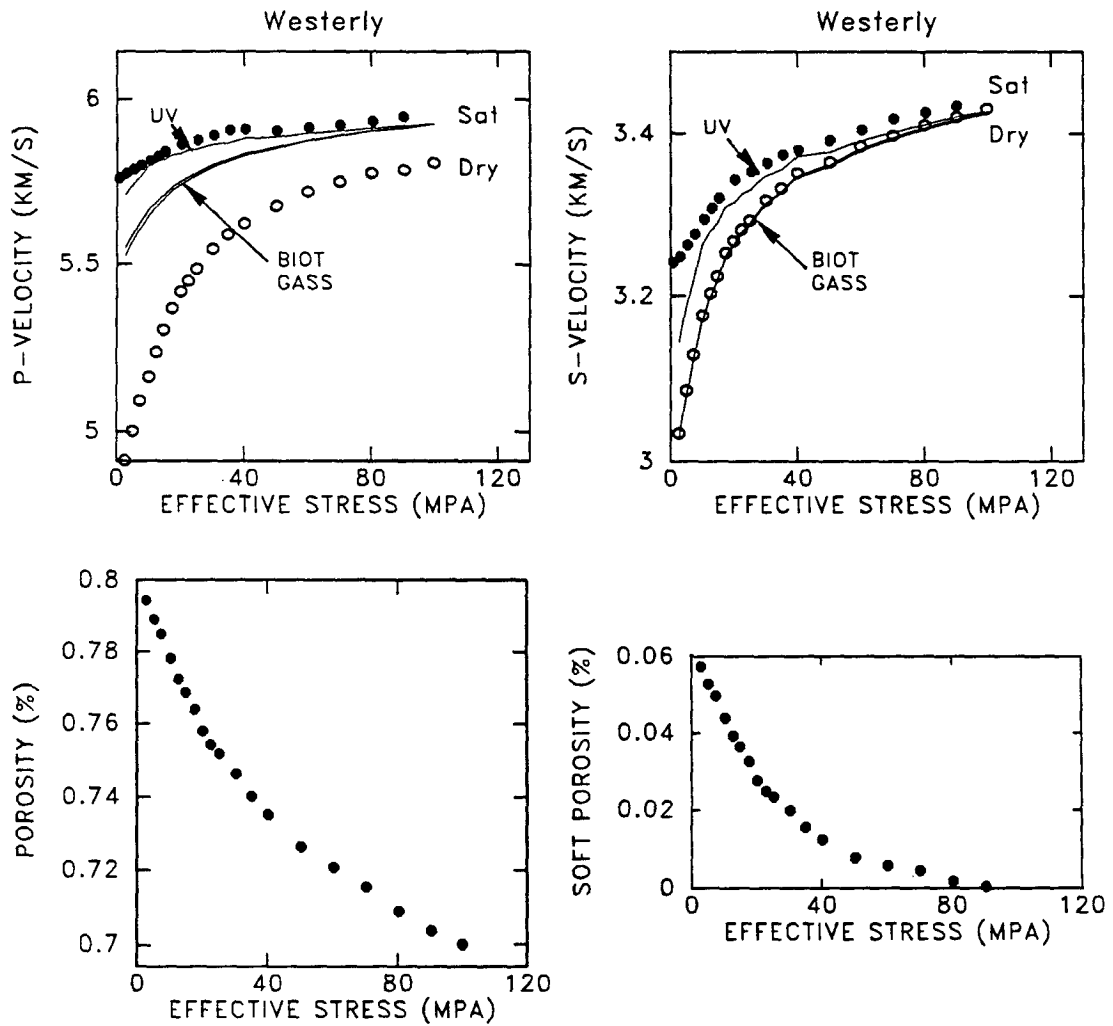 Westerly
6
5.5
5
P-VELOCITY (KM/S)
UV
Sat
Dry
BIOT
GASS
0
40
80
120
EFFECTIVE STRESS (MPA)
Westerly
3.4
3.2
3
S-VELOCITY (KM/S)
Sat
UV
Dry
BIOT
GASS
0
40
80
120
EFFECTIVE STRESS (MPA)
0.8
0.78
0.76
0.74
0.72
0.7
POROSITY (%)
0
40
80
120
EFFECTIVE STRESS (MPA)
0.06
0.04
0.02
0
SOFT POROSITY (%)
0
40
80
120
EFFECTIVE STRESS (MPA)